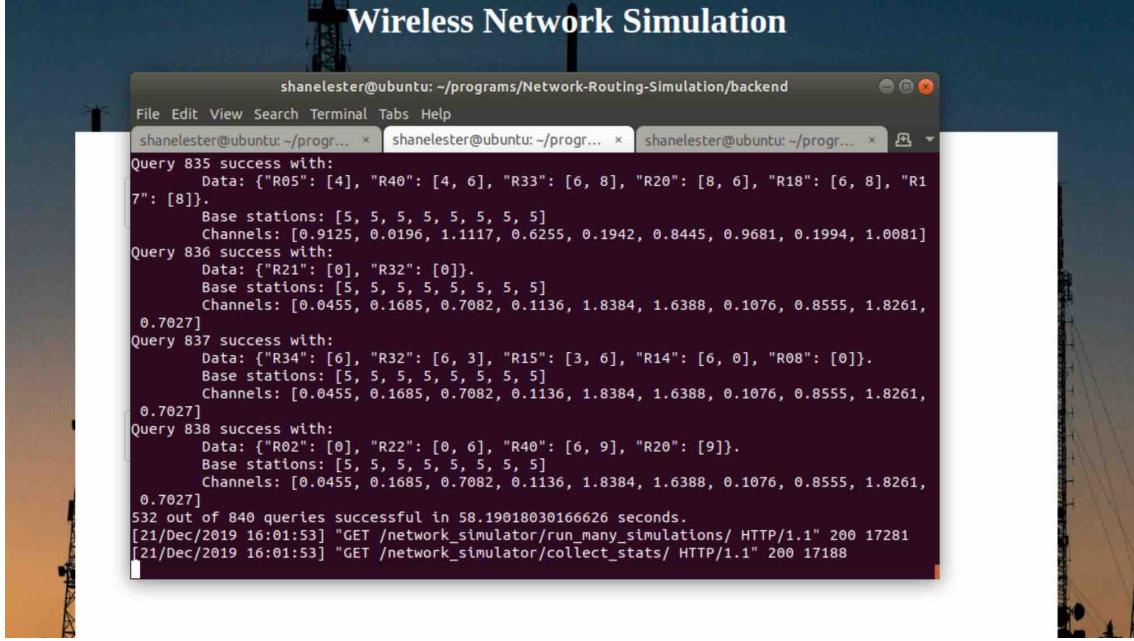 Wireless Network Simulation
shanelester@ubuntu: ~/programs/Network-Routing-Simulation/backend
File Edit View Search Terminal Tabs Help
shanelester@ubuntu: ~/progr... × shanelester@ubuntu: ~/progr... × shanelester@ubuntu: ~/progr... ×
Query 835 success with:
Data: {"R05": [4], "R40": [4, 6], "R33": [6, 8], "R20": [8, 6], "R18": [6, 8], "R1
7": [8]}.
Base stations: [5, 5, 5, 5, 5, 5, 5, 5]
Channels: [0.9125, 0.0196, 1.1117, 0.6255, 0.1942, 0.8445, 0.9681, 0.1994, 1.0081]
Query 836 success with:
Data: {"R21": [0], "R32": [0]}.
Base stations: [5, 5, 5, 5, 5, 5, 5, 5]
Channels: [0.0455, 0.1685, 0.7082, 0.1136, 1.8384, 1.6388, 0.1076, 0.8555, 1.8261,
0.7027]
Query 837 success with:
Data: {"R34": [6], "R32": [6, 3], "R15": [3, 6], "R14": [6, 0], "R08": [0]}.
Base stations: [5, 5, 5, 5, 5, 5, 5, 5]
Channels: [0.0455, 0.1685, 0.7082, 0.1136, 1.8384, 1.6388, 0.1076, 0.8555, 1.8261,
0.7027]
Query 838 success with:
Data: {"R02": [0], "R22": [0, 6], "R40": [6, 9], "R20": [9]}.
Base stations: [5, 5, 5, 5, 5, 5, 5, 5]
Channels: [0.0455, 0.1685, 0.7082, 0.1136, 1.8384, 1.6388, 0.1076, 0.8555, 1.8261,
0.7027]
532 out of 840 queries successful in 58.19018030166626 seconds.
[21/Dec/2019 16:01:53] "GET /network_simulator/run_many_simulations/ HTTP/1.1" 200 17281
[21/Dec/2019 16:01:53] "GET /network_simulator/collect_stats/ HTTP/1.1" 200 17188